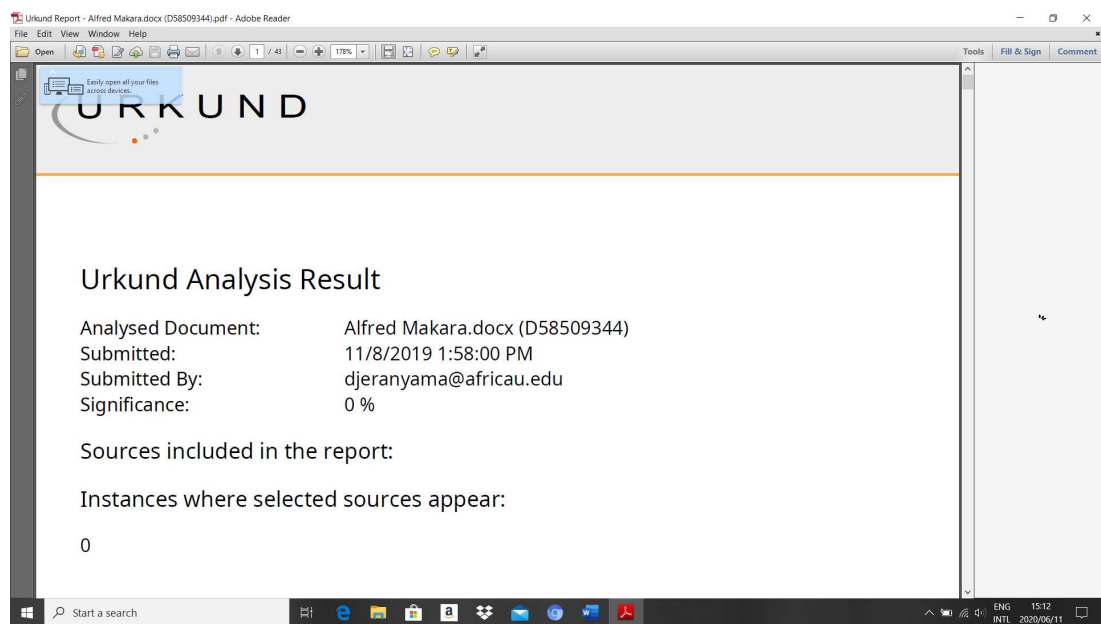 Urkund Report - Alfred Makara.docx (D58509344).pdf - Adobe Reader
File Edit View Window Help
Open 1 / 43 178% Tools Fill & Sign Comment
Easily open all your files
across devices.
URKUND
Urkund Analysis Result
Analysed Document: Alfred Makara.docx (D58509344)
Submitted: 11/8/2019 1:58:00 PM
Submitted By: djeranyama@africau.edu
Significance: 0 %
Sources included in the report:
Instances where selected sources appear:
0
Start a search
ENG 15:12
INTL 2020/06/11